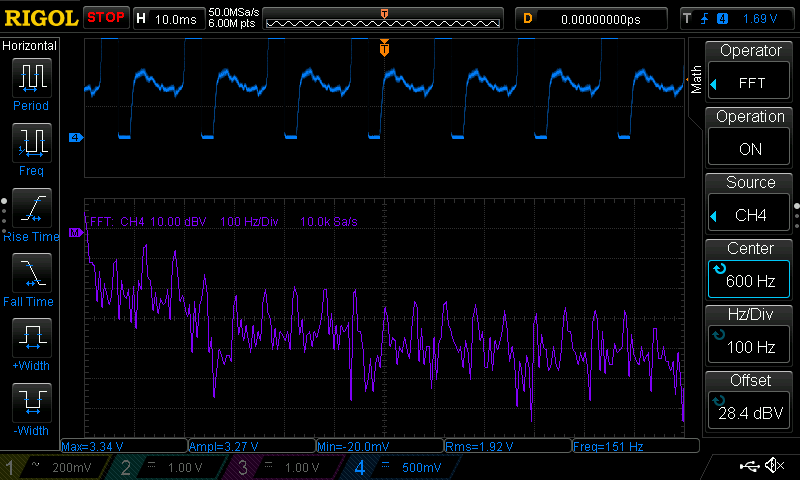 RIGOL STOP H 10.0ms 50.0MSa/s 6.00M pts T D 0.00000000ps T 4 1.69 V
Horizontal
Period
Freq
Rise Time
Fall Time
+Width
-Width
T
4
FFT: CH4 10.00 dBV 100 Hz/Div 10.0k Sa/s
M
Max=3.34 V Ampl=3.27 V Min=-20.0mV Rms=1.92 V Freq=151 Hz
1 ~ 200mV 2 1.00 V 3 1.00 V 4 500mV
Math
Operator
FFT
Operation
ON
Source
CH4
Center
600 Hz
Hz/Div
100 Hz
Offset
28.4 dBV